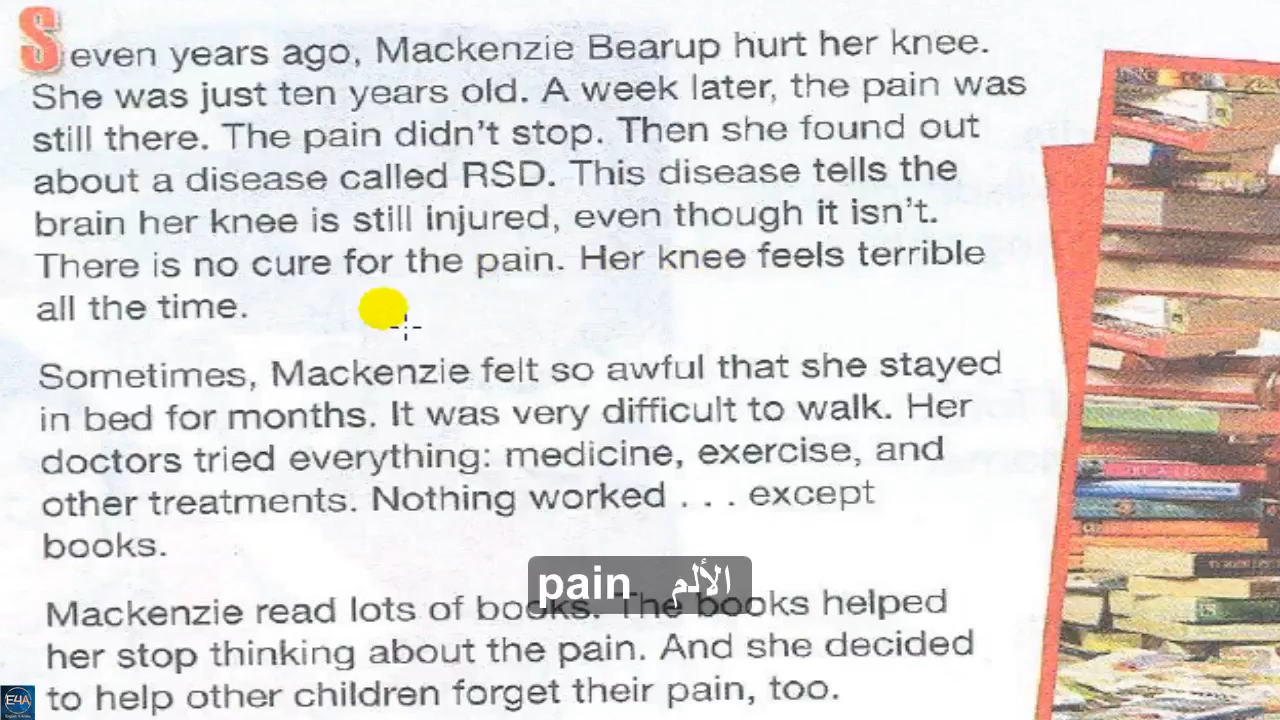 Seven years ago, Mackenzie Bearup hurt her knee.
She was just ten years old. A week later, the pain was
still there. The pain didn't stop. Then she found out
about a disease called RSD. This disease tells the
brain her knee is still injured, even though it isn't.
There is no cure for the pain. Her knee feels terrible
all the time.
Sometimes, Mackenzie felt so awful that she stayed
in bed for months. It was very difficult to walk. Her
doctors tried everything: medicine, exercise, and
other treatments. Nothing worked . . . except
books.
pain الألم
Mackenzie read lots of books. The books helped
her stop thinking about the pain. And she decided
to help other children forget their pain, too.
E4A